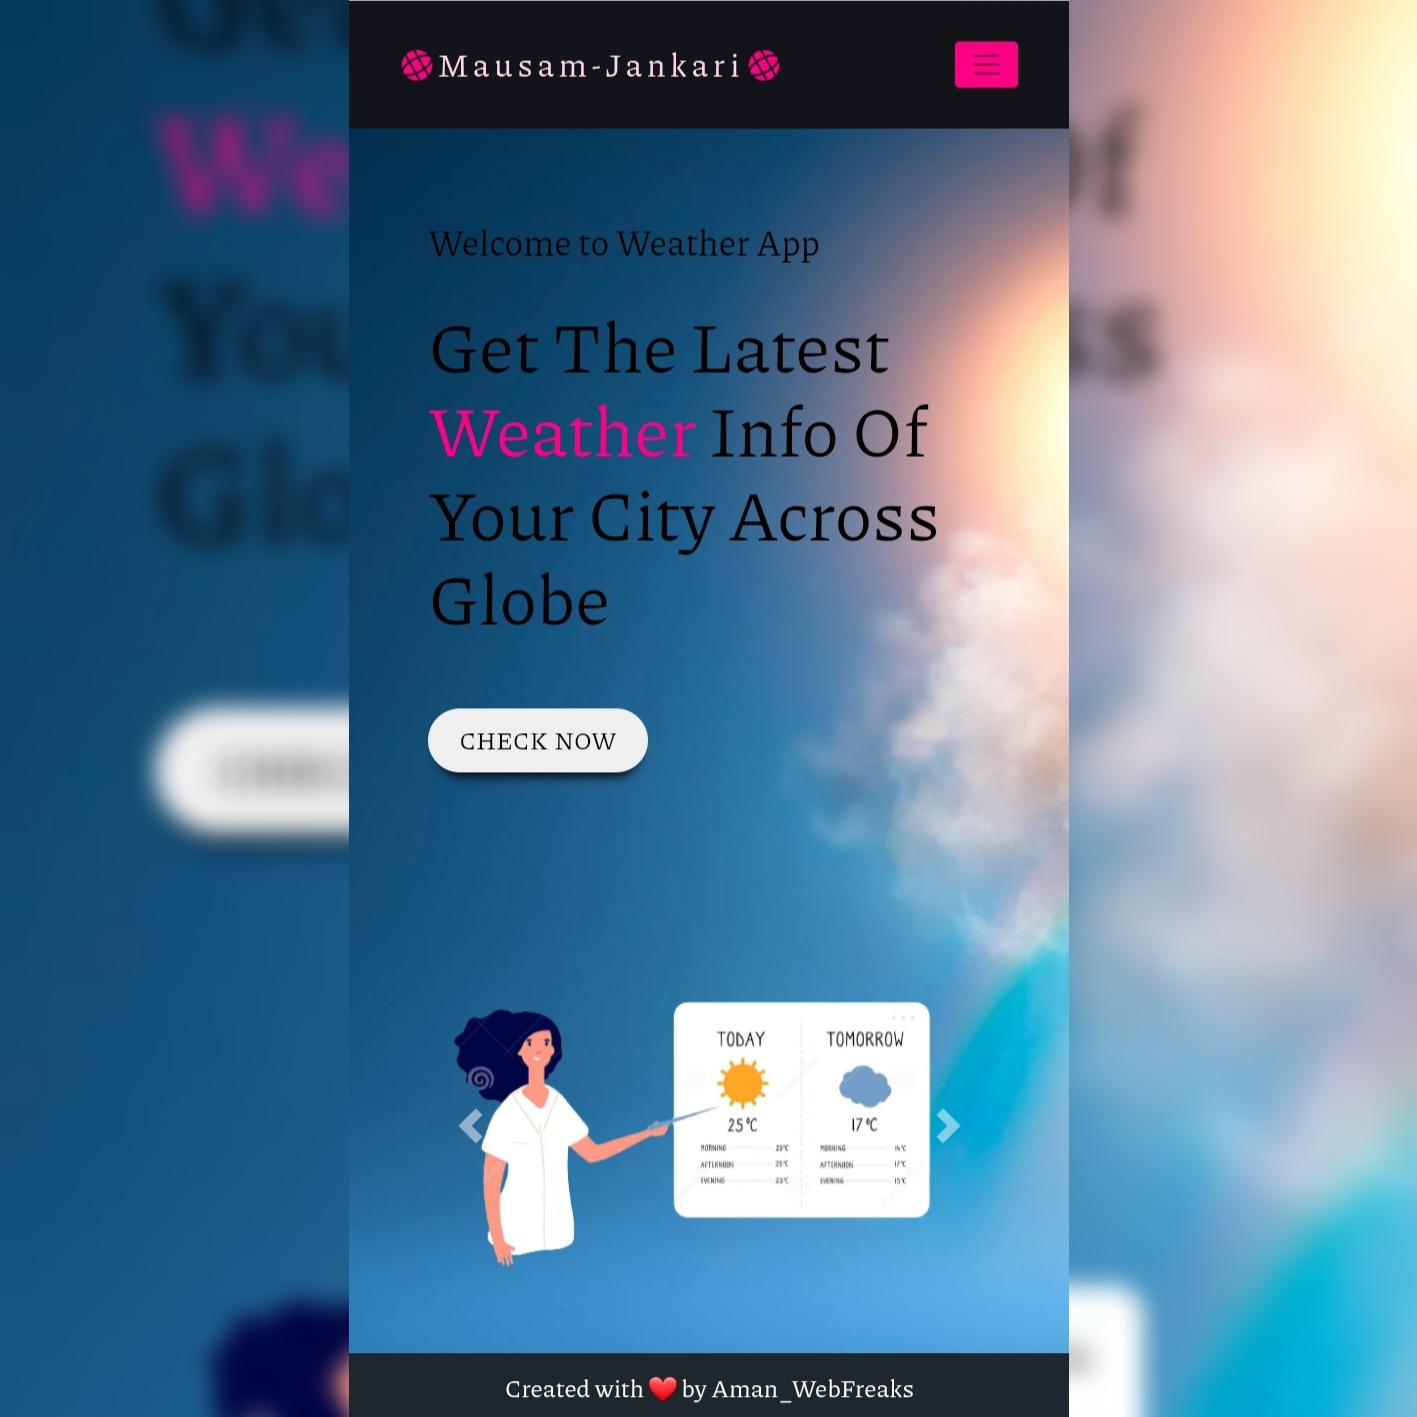 Mausam-Jankari
Welcome to Weather App
Get The Latest
Weather Info Of
Your City Across
Globe
CHECK NOW
TODAY TOMORROW
25°C 17°C
MORNING 20°C MORNING 14°C
AFTERNOON 25°C AFTERNOON 17°C
EVENING 23°C EVENING 15°C
Created with ❤️ by Aman_WebFreaks